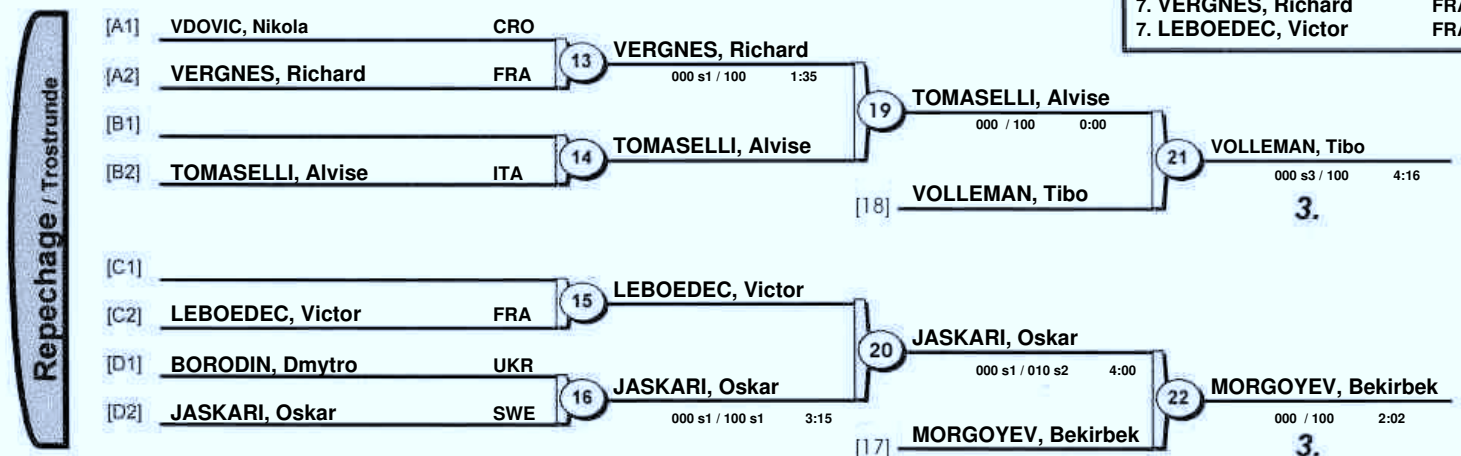 7. VERGNES, Richard FRA
7. LEBOEDEC, Victor FRA
Repechage / Trostrunde
[A1] VDOVIC, Nikola CRO
[A2] VERGNES, Richard FRA
13
VERGNES, Richard
000 s1 / 100 1:35
[B1]
[B2] TOMASELLI, Alvise ITA
14
TOMASELLI, Alvise
19
TOMASELLI, Alvise
000 / 100 0:00
[18] VOLLEMAN, Tibo
21
VOLLEMAN, Tibo
000 s3 / 100 4:16
3.
[C1]
[C2] LEBOEDEC, Victor FRA
15
LEBOEDEC, Victor
[D1] BORODIN, Dmytro UKR
[D2] JASKARI, Oskar SWE
16
JASKARI, Oskar
000 s1 / 100 s1 3:15
20
JASKARI, Oskar
000 s1 / 010 s2 4:00
[17] MORGOYEV, Bekirbek
22
MORGOYEV, Bekirbek
000 / 100 2:02
3.